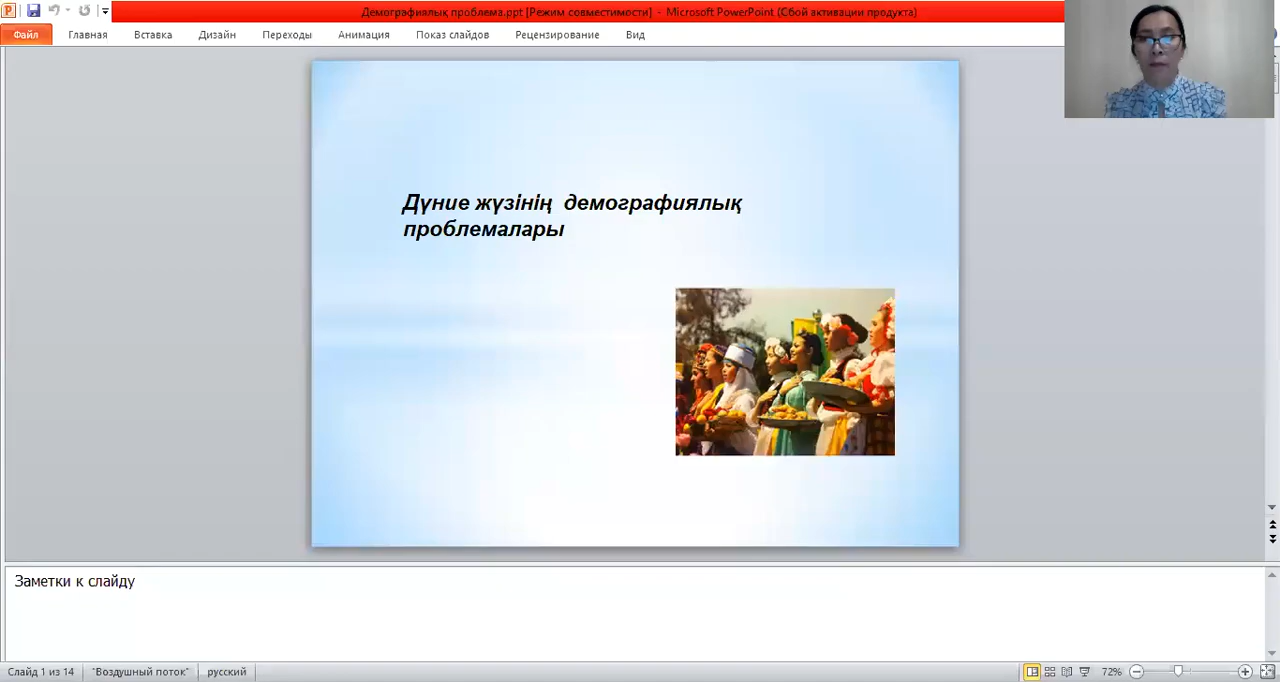 Демографиялық проблема.ppt [Режим совместимости] - Microsoft PowerPoint (Сбой активации продукта)
Файл Главная Вставка Дизайн Переходы Анимация Показ слайдов Рецензирование Вид
Дүние жүзінің демографиялық
проблемалары
Заметки к слайду
Слайд 1 из 14 "Воздушный поток" русский 72%